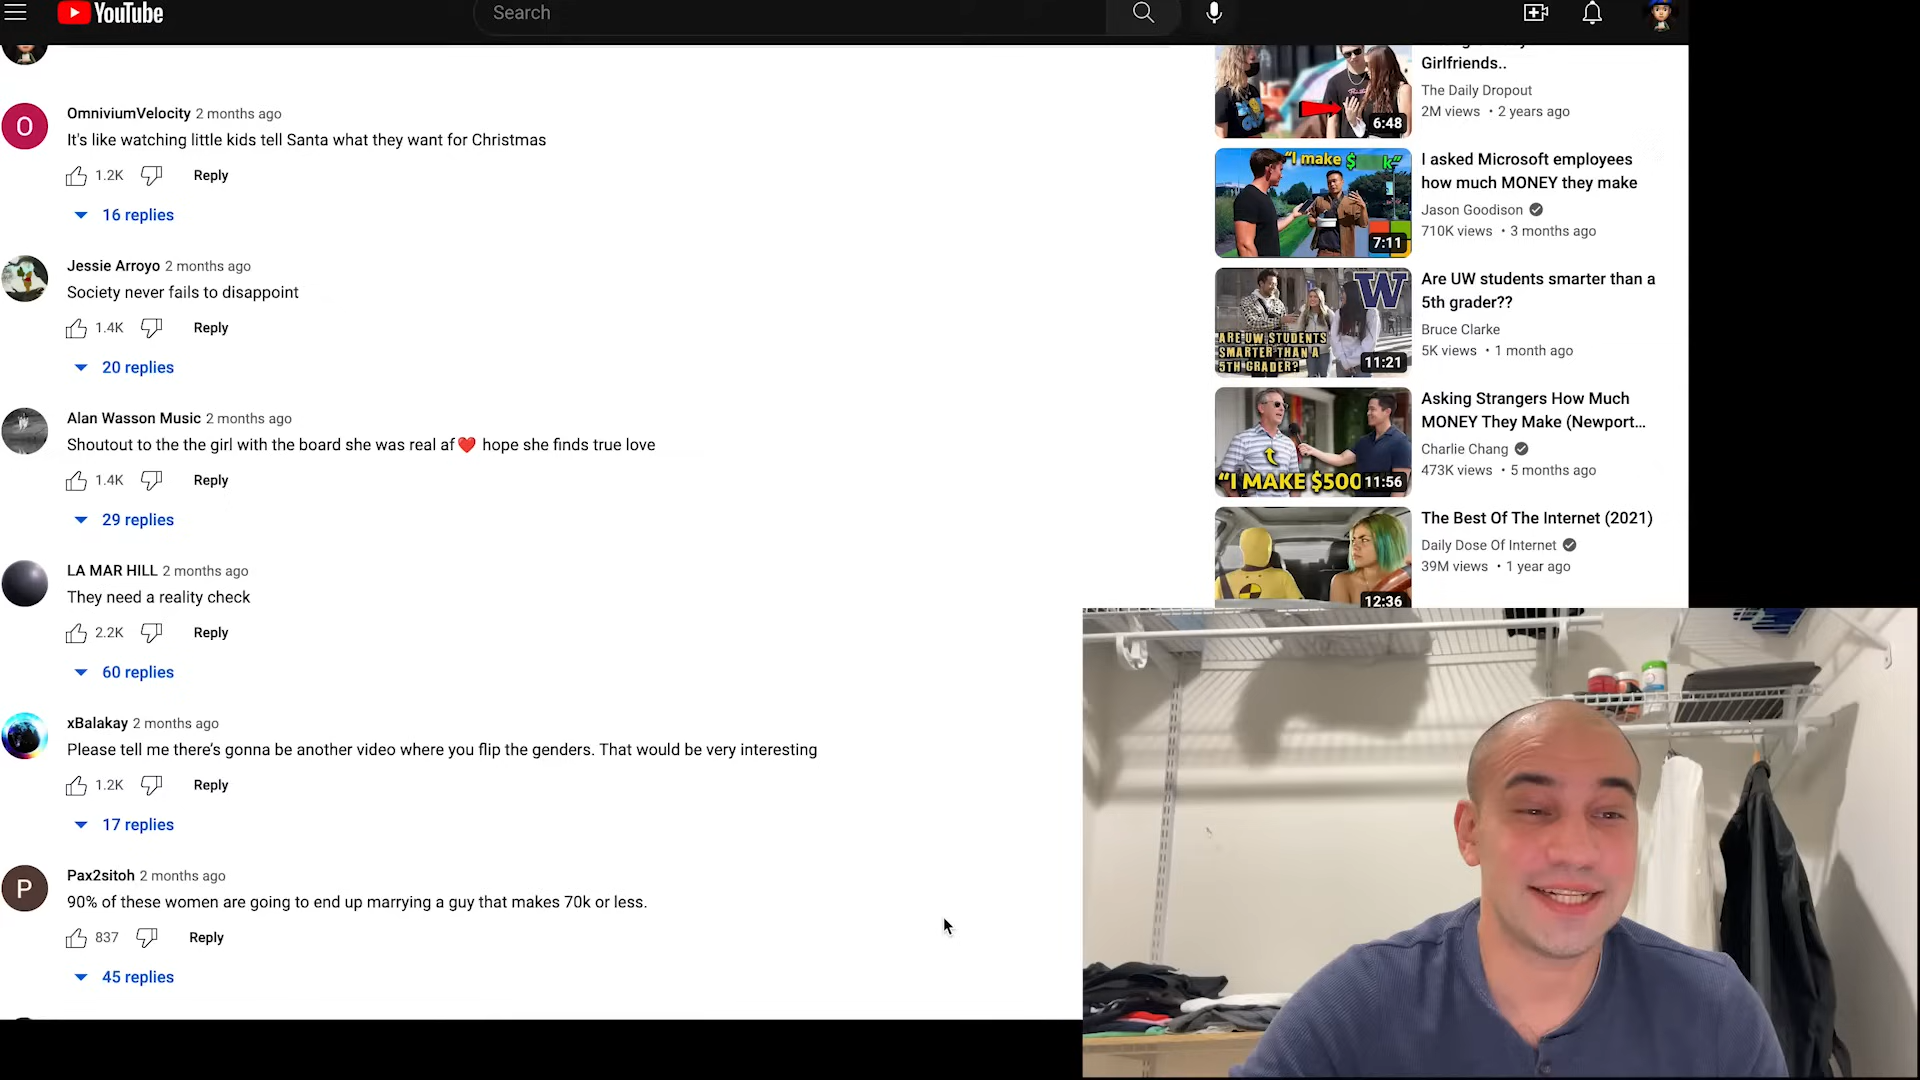 YouTube
Search
OmniviumVelocity 2 months ago
It's like watching little kids tell Santa what they want for Christmas
1.2K Reply
16 replies
Jessie Arroyo 2 months ago
Society never fails to disappoint
1.4K Reply
20 replies
Alan Wasson Music 2 months ago
Shoutout to the the girl with the board she was real af❤️ hope she finds true love
1.4K Reply
29 replies
LA MAR HILL 2 months ago
They need a reality check
2.2K Reply
60 replies
xBalakay 2 months ago
Please tell me there’s gonna be another video where you flip the genders. That would be very interesting
1.2K Reply
17 replies
Pax2sitoh 2 months ago
90% of these women are going to end up marrying a guy that makes 70k or less.
837 Reply
45 replies
O
P
Girlfriends..
The Daily Dropout
2M views • 2 years ago
6:48
"I make $ k"
7:11
I asked Microsoft employees
how much MONEY they make
Jason Goodison
710K views • 3 months ago
W
ARE UW STUDENTS
SMARTER THAN A
5TH GRADER?
11:21
Are UW students smarter than a
5th grader??
Bruce Clarke
5K views • 1 month ago
"I MAKE $500
11:56
Asking Strangers How Much
MONEY They Make (Newport...
Charlie Chang
473K views • 5 months ago
12:36
The Best Of The Internet (2021)
Daily Dose Of Internet
39M views • 1 year ago